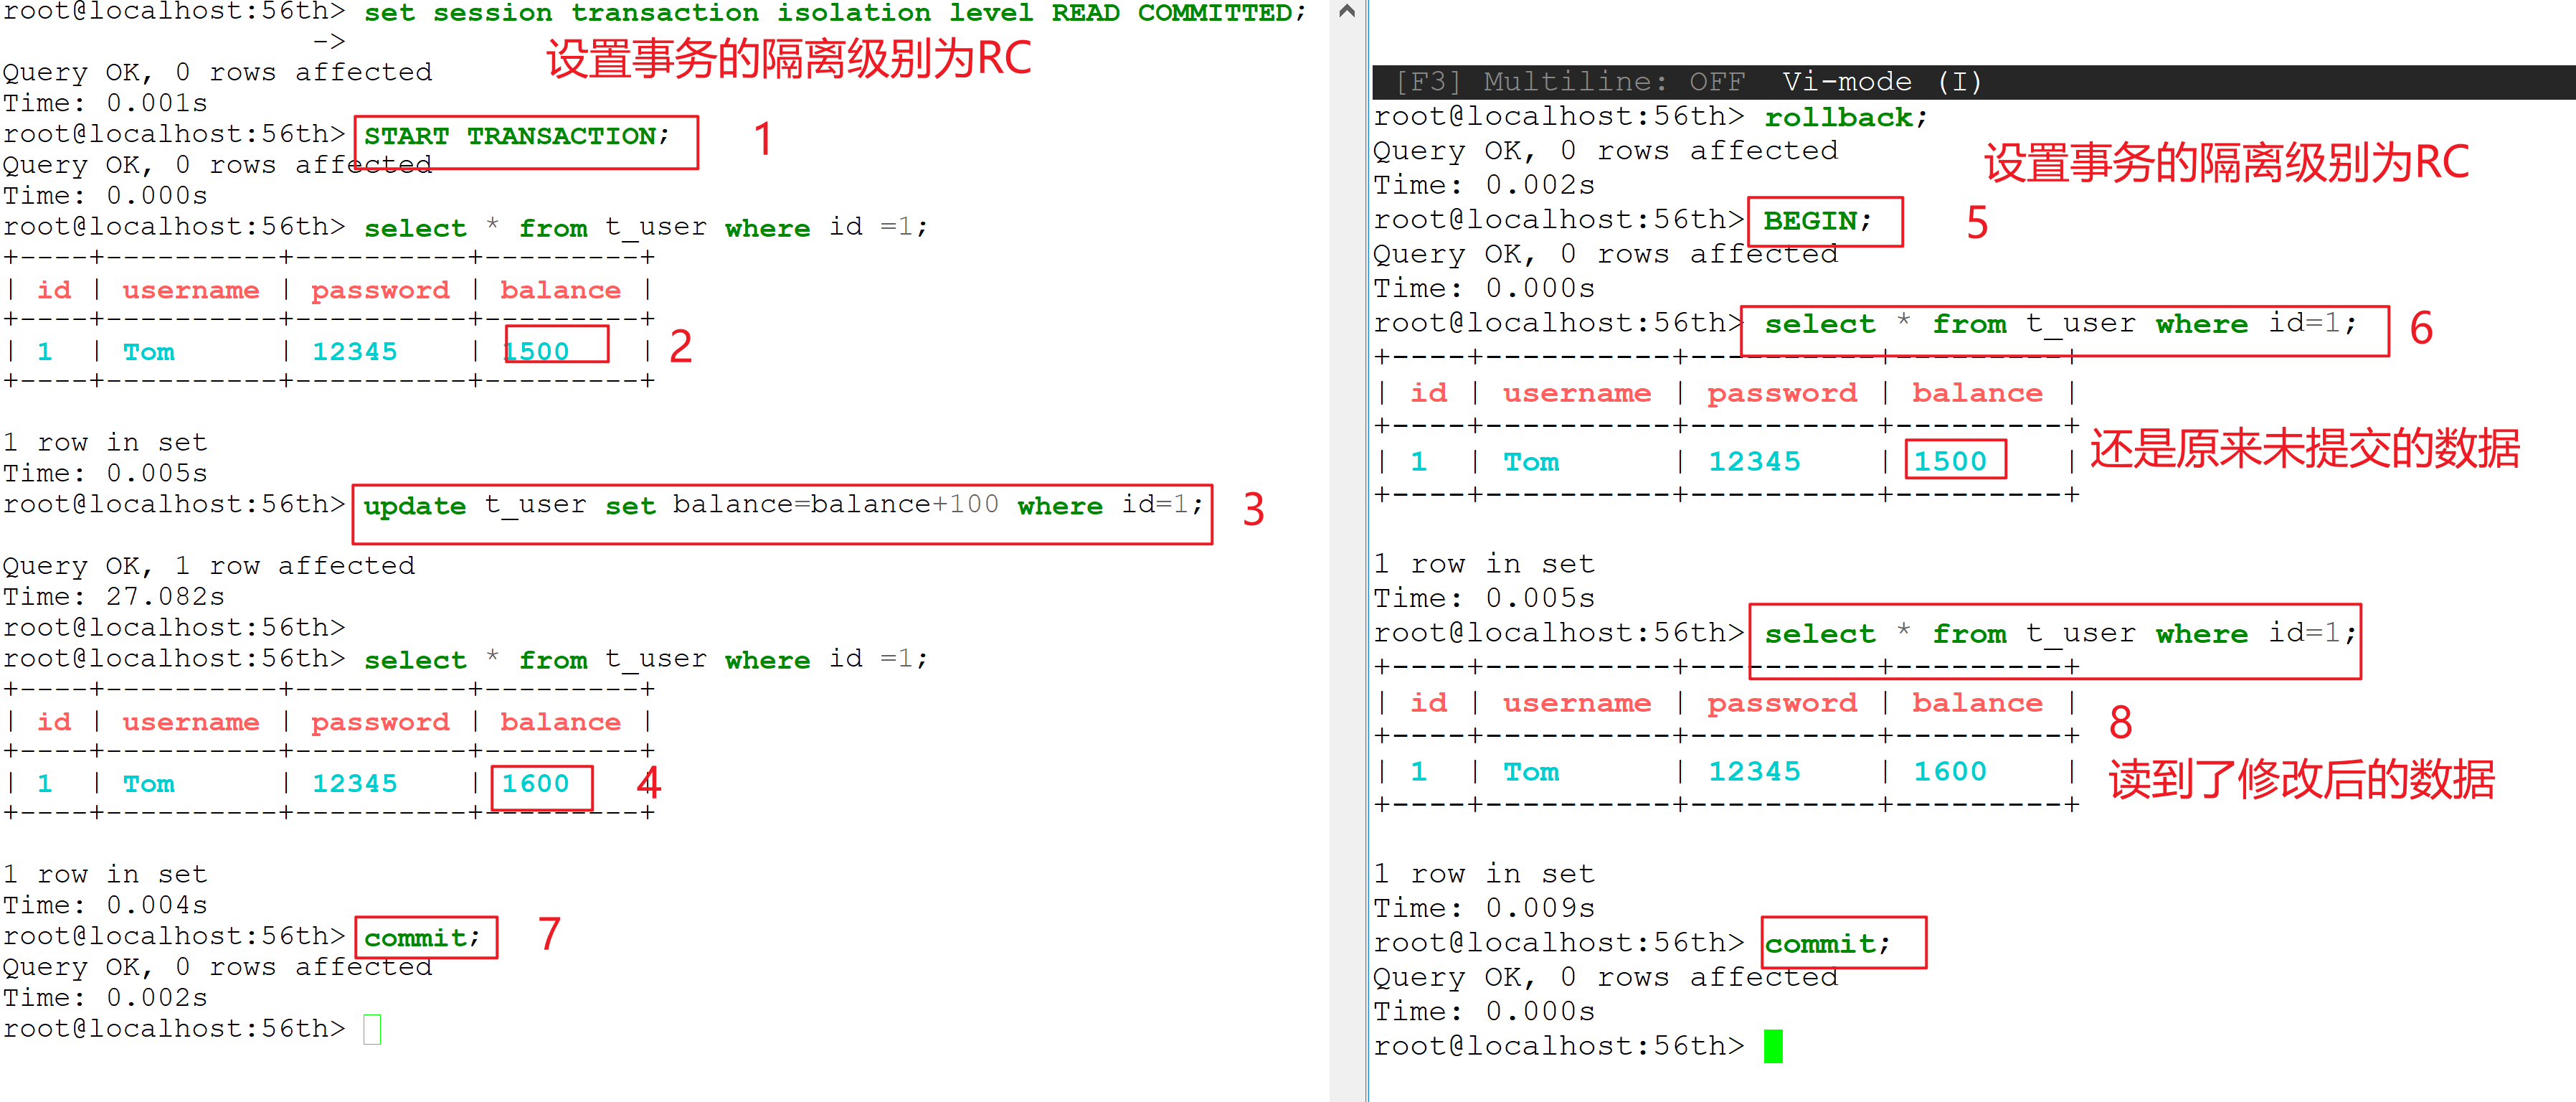 root@localhost:56th> set session transaction isolation level READ COMMITTED;
->
设置事务的隔离级别为RC
Query OK, 0 rows affected
Time: 0.001s
root@localhost:56th> START TRANSACTION; 1
Query OK, 0 rows affected
Time: 0.000s
root@localhost:56th> select * from t_user where id =1;
+----+----------+----------+---------+
| id | username | password | balance |
+----+----------+----------+---------+
| 1 | Tom | 12345 | 1500 | 2
+----+----------+----------+---------+
1 row in set
Time: 0.005s
root@localhost:56th> update t_user set balance=balance+100 where id=1; 3
Query OK, 1 row affected
Time: 27.082s
root@localhost:56th>
root@localhost:56th> select * from t_user where id =1;
+----+----------+----------+---------+
| id | username | password | balance |
+----+----------+----------+---------+
| 1 | Tom | 12345 | 1600 | 4
+----+----------+----------+---------+
1 row in set
Time: 0.004s
root@localhost:56th> commit; 7
Query OK, 0 rows affected
Time: 0.002s
root@localhost:56th>
[F3] Multiline: OFF Vi-mode (I)
root@localhost:56th> rollback;
Query OK, 0 rows affected
设置事务的隔离级别为RC
Time: 0.002s
root@localhost:56th> BEGIN; 5
Query OK, 0 rows affected
Time: 0.000s
root@localhost:56th> select * from t_user where id=1; 6
+----+----------+----------+---------+
| id | username | password | balance |
+----+----------+----------+---------+
| 1 | Tom | 12345 | 1500 | 还是原来未提交的数据
+----+----------+----------+---------+
1 row in set
Time: 0.005s
root@localhost:56th> select * from t_user where id=1;
+----+----------+----------+---------+
| id | username | password | balance |
+----+----------+----------+---------+ 8
| 1 | Tom | 12345 | 1600 | 读到了修改后的数据
+----+----------+----------+---------+
1 row in set
Time: 0.009s
root@localhost:56th> commit;
Query OK, 0 rows affected
Time: 0.000s
root@localhost:56th>